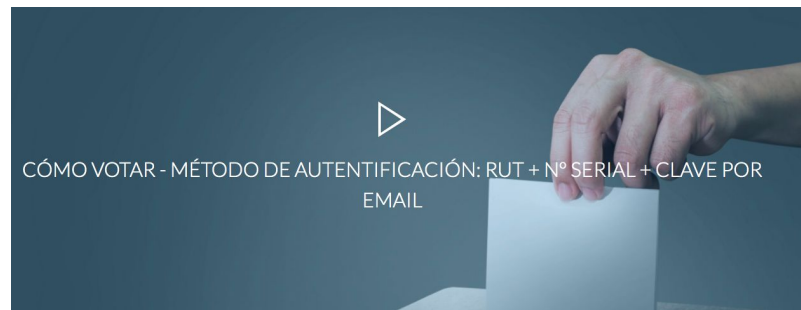 CÓMO VOTAR - MÉTODO DE AUTENTIFICACIÓN: RUT + Nº SERIAL + CLAVE POR
EMAIL